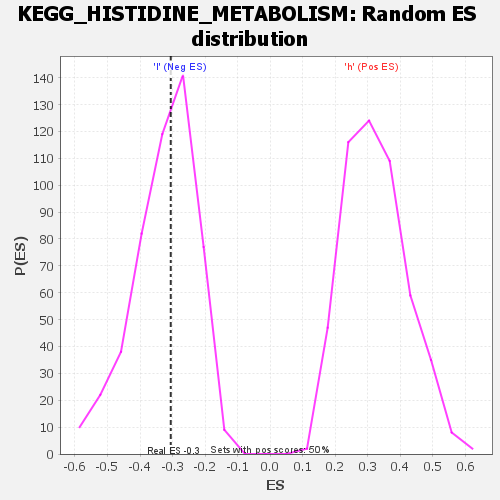 KEGG_HISTIDINE_METABOLISM: Random ES
distribution
'l' (Neg ES)
'h' (Pos ES)
140
130
120
110
100
90
80
70
60
50
40
30
20
10
0
P(ES)
Real ES -0.3
Sets with pos scores: 50%
-0.6 -0.5 -0.4 -0.3 -0.2 -0.1 0.0 0.1 0.2 0.3 0.4 0.5 0.6
ES